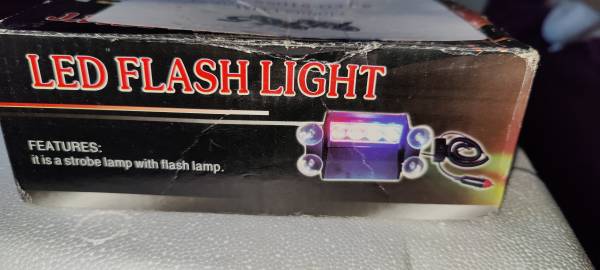 LED FLASH LIGHT
FEATURES:
it is a strobe lamp with flash lamp.